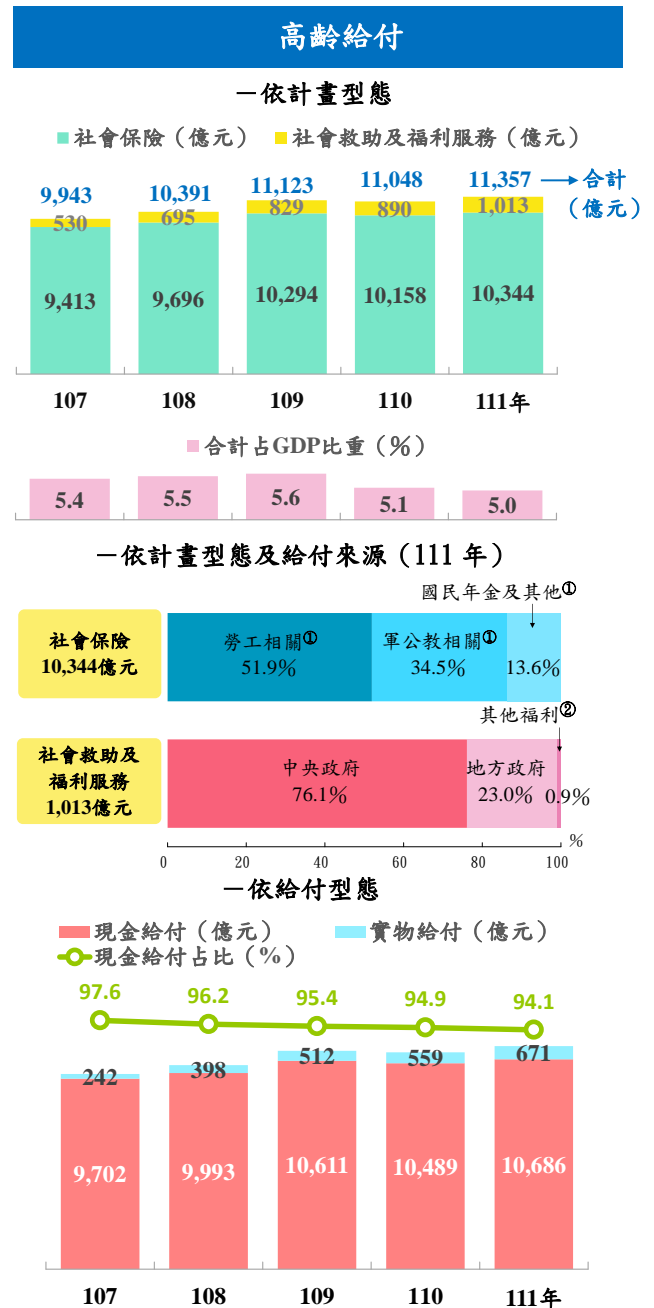 高齡給付
－依計畫型態
社會保險（億元） 社會救助及福利服務（億元）
9,943 10,391 11,123 11,048 11,357 合計
（億元）
530 695 829 890 1,013
9,413 9,696 10,294 10,158 10,344
107 108 109 110 111年
合計占GDP比重（%）
5.4 5.5 5.6 5.1 5.0
－依計畫型態及給付來源（111 年）
國民年金及其他①
社會保險
10,344億元
勞工相關① 軍公教相關①
51.9% 34.5% 13.6%
其他福利②
社會救助及
福利服務
1,013億元
中央政府 地方政府
76.1% 23.0% 0.9%
%
0 20 40 60 80 100
－依給付型態
現金給付（億元） 實物給付（億元）
現金給付占比（%）
97.6 96.2 95.4 94.9 94.1
242 398 512 559 671
9,702 9,993 10,611 10,489 10,686
107 108 109 110 111年